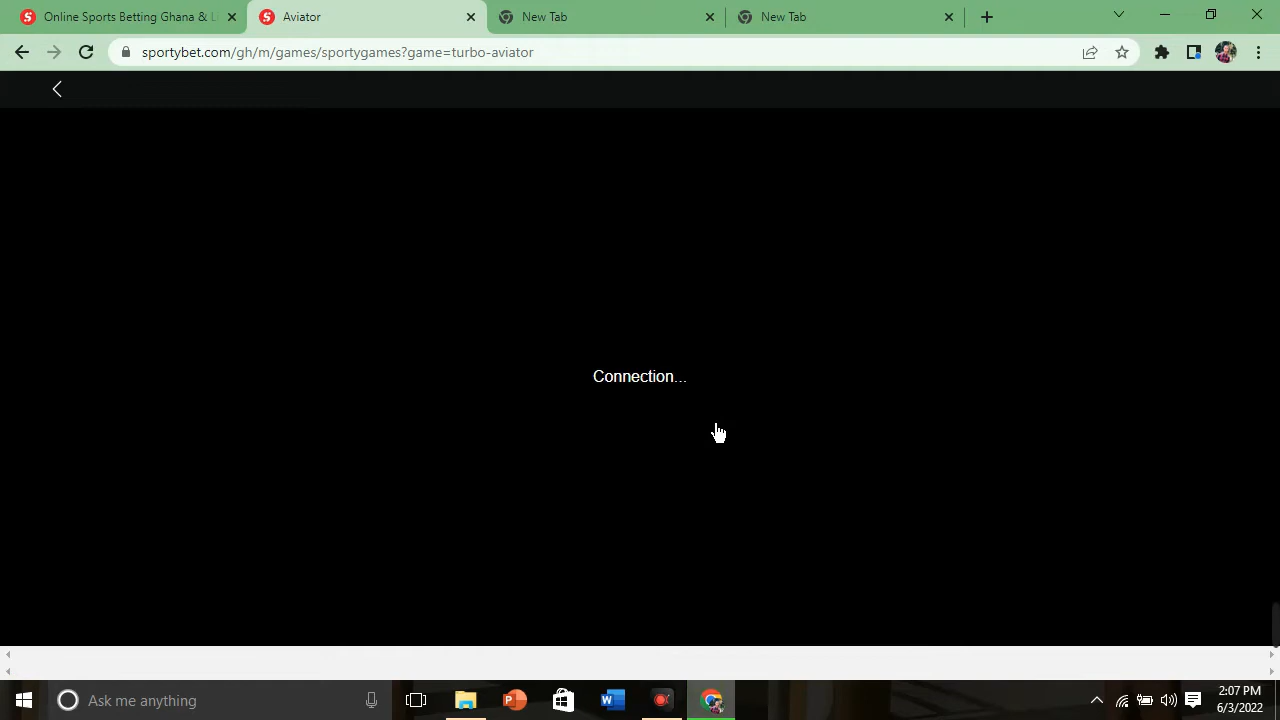 Online Sports Betting Ghana & L
Aviator
New Tab
New Tab
sportybet.com/gh/m/games/sportygames?game=turbo-aviator
Connection...
Ask me anything
2:07 PM
6/3/2022